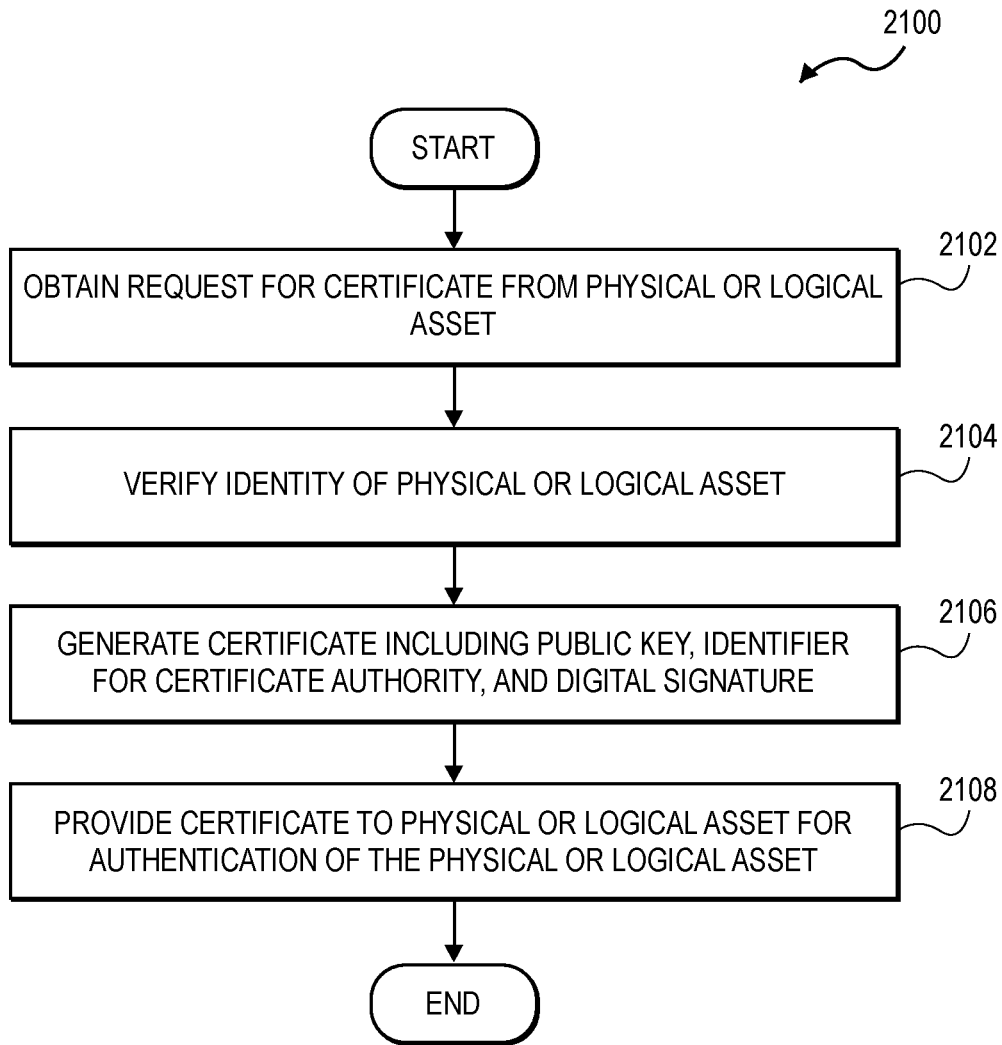 2100
START
2102
OBTAIN REQUEST FOR CERTIFICATE FROM PHYSICAL OR LOGICAL
ASSET
2104
VERIFY IDENTITY OF PHYSICAL OR LOGICAL ASSET
2106
GENERATE CERTIFICATE INCLUDING PUBLIC KEY, IDENTIFIER
FOR CERTIFICATE AUTHORITY, AND DIGITAL SIGNATURE
2108
PROVIDE CERTIFICATE TO PHYSICAL OR LOGICAL ASSET FOR
AUTHENTICATION OF THE PHYSICAL OR LOGICAL ASSET
END